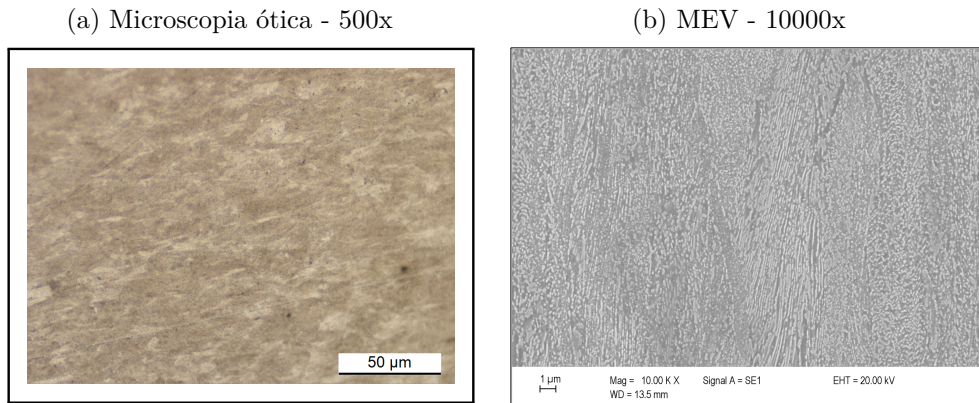 (a) Microscopia ótica - 500x
(b) MEV - 10000x
50 µm
1 µm
Mag = 10.00 K X
Signal A = SE1
EHT = 20.00 kV
WD = 13.5 mm